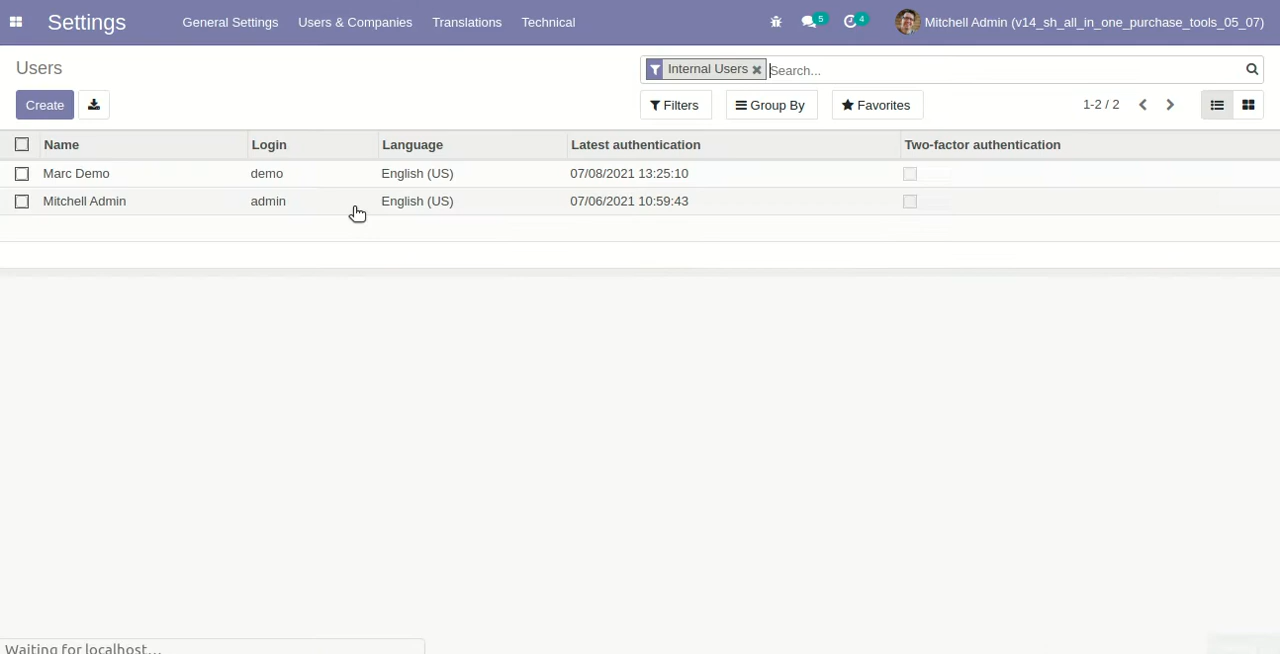 Settings General Settings Users & Companies Translations Technical 5 4 Mitchell Admin (v14_sh_all_in_one_purchase_tools_05_07)
Users Internal Users Search...
Create Filters Group By Favorites 1-2 / 2
Name Login Language Latest authentication Two-factor authentication
Marc Demo demo English (US) 07/08/2021 13:25:10
Mitchell Admin admin English (US) 07/06/2021 10:59:43
Waiting for localhost...